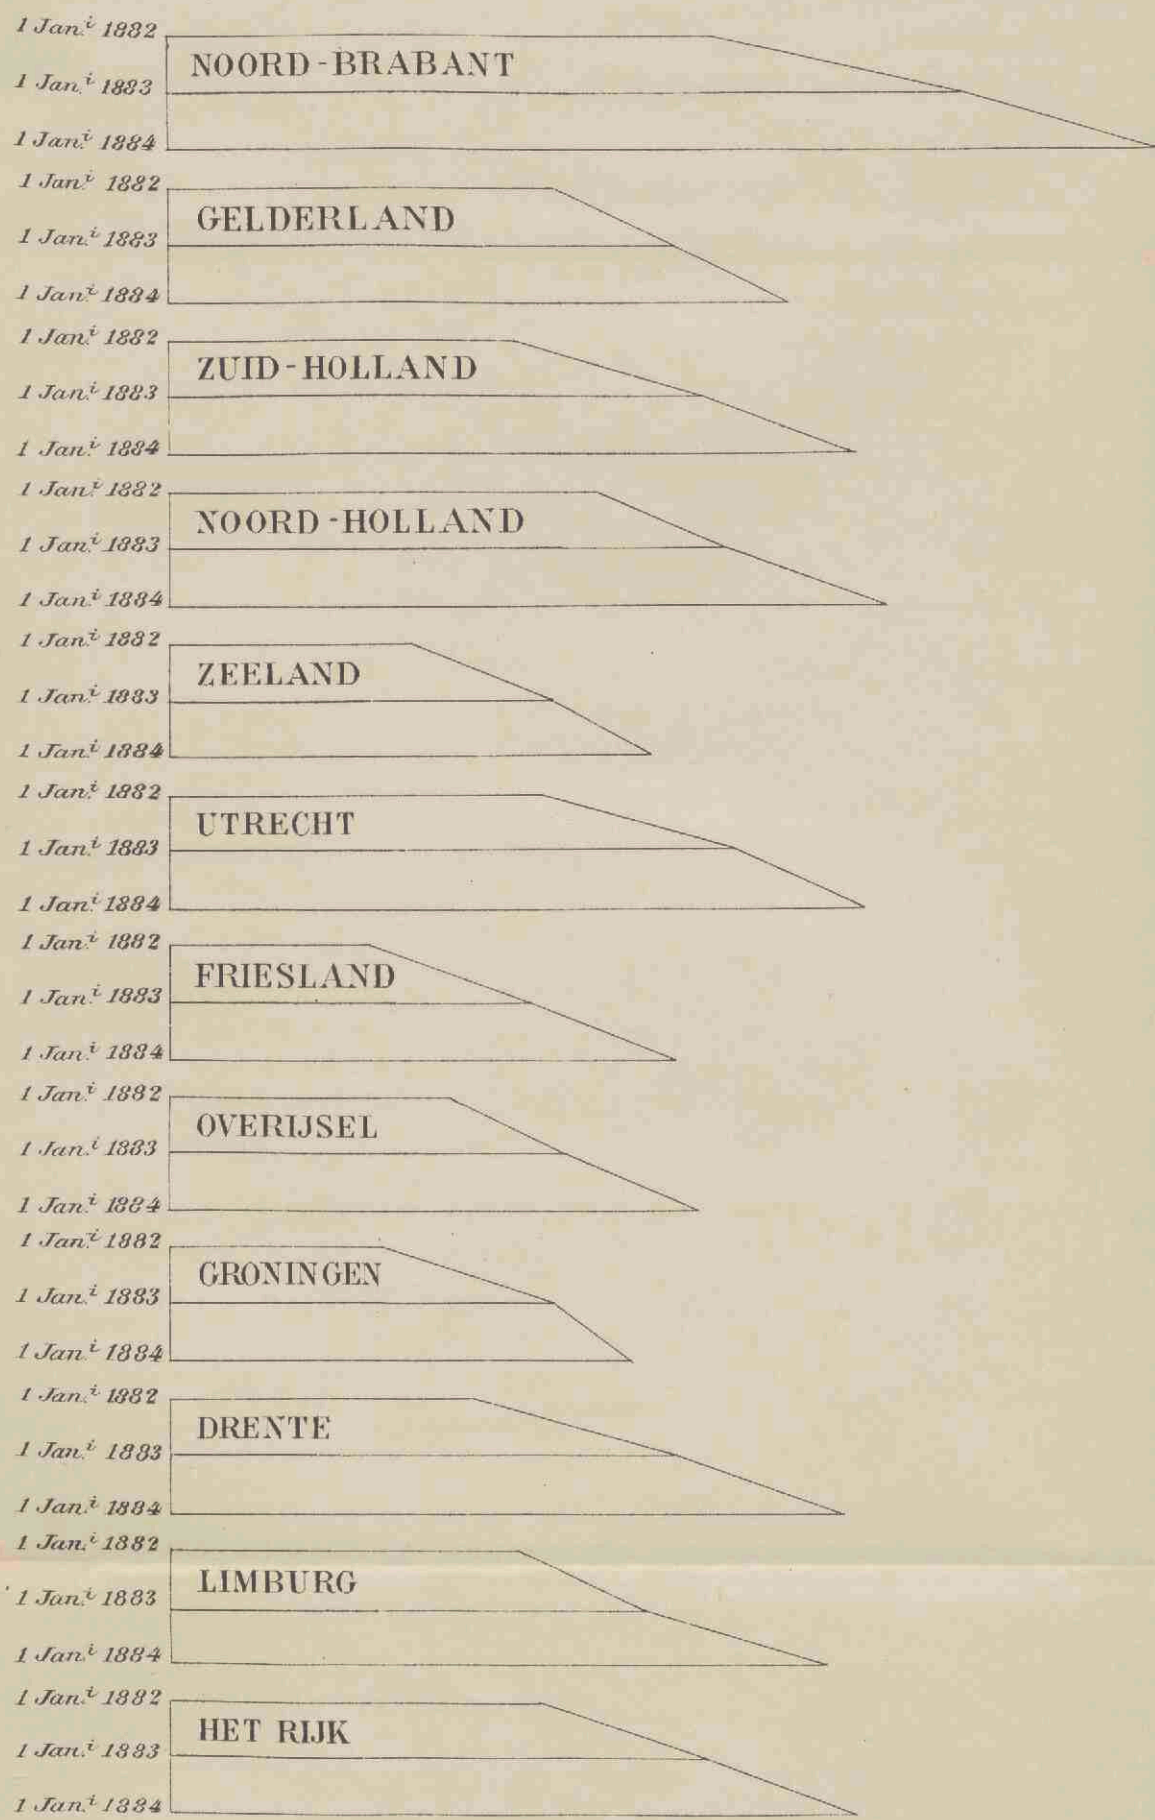 1 Jan.i 1882
NOORD-BRABANT
1 Jan.i 1883
1 Jan.i 1884
1 Jan.i 1882
GELDERLAND
1 Jan.i 1883
1 Jan.i 1884
1 Jan.i 1882
ZUID-HOLLAND
1 Jan.i 1883
1 Jan.i 1884
1 Jan.i 1882
NOORD-HOLLAND
1 Jan.i 1883
1 Jan.i 1884
1 Jan.i 1882
ZEELAND
1 Jan.i 1883
1 Jan.i 1884
1 Jan.i 1882
UTRECHT
1 Jan.i 1883
1 Jan.i 1884
1 Jan.i 1882
FRIESLAND
1 Jan.i 1883
1 Jan.i 1884
1 Jan.i 1882
OVERIJSEL
1 Jan.i 1883
1 Jan.i 1884
1 Jan.i 1882
GRONINGEN
1 Jan.i 1883
1 Jan.i 1884
1 Jan.i 1882
DRENTE
1 Jan.i 1883
1 Jan.i 1884
1 Jan.i 1882
LIMBURG
1 Jan.i 1883
1 Jan.i 1884
1 Jan.i 1882
HET RIJK
1 Jan.i 1883
1 Jan.i 1884